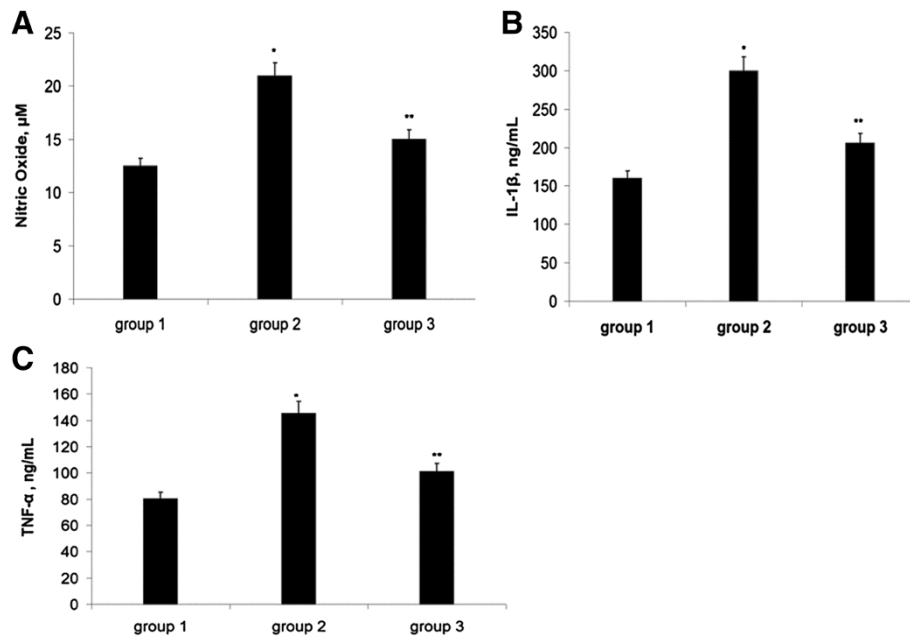 A
Nitric Oxide, µM
25
20
15
10
5
0
*
**
group 1
group 2
group 3
B
IL-1β, ng/mL
350
300
250
200
150
100
50
0
*
**
group 1
group 2
group 3
C
TNF-α, ng/mL
180
160
140
120
100
80
60
40
20
0
*
**
group 1
group 2
group 3